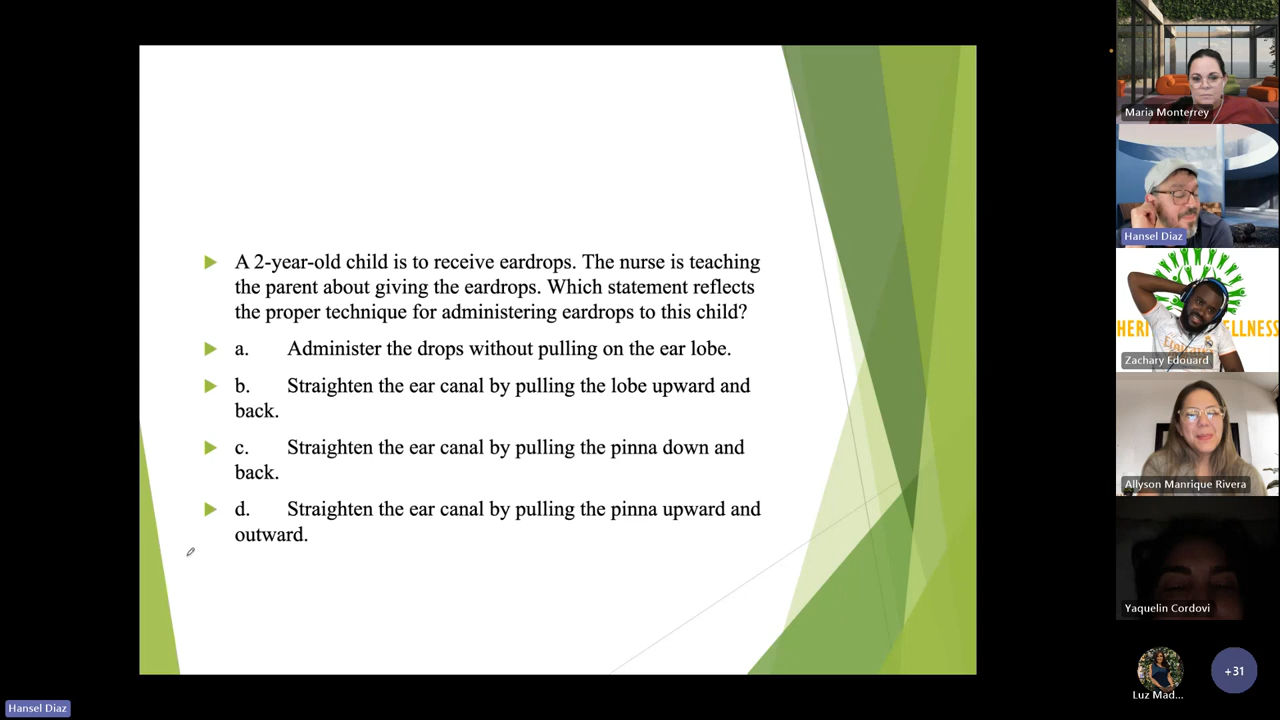 A 2-year-old child is to receive eardrops. The nurse is teaching
the parent about giving the eardrops. Which statement reflects
the proper technique for administering eardrops to this child?
a. Administer the drops without pulling on the ear lobe.
b. Straighten the ear canal by pulling the lobe upward and
back.
c. Straighten the ear canal by pulling the pinna down and
back.
d. Straighten the ear canal by pulling the pinna upward and
outward.
Maria Monterrey
Hansel Diaz
HERI ELLNESS
Zachary Edouard
Allyson Manrique Rivera
Yaquelin Cordovi
Luz Mad...
+31
Hansel Diaz